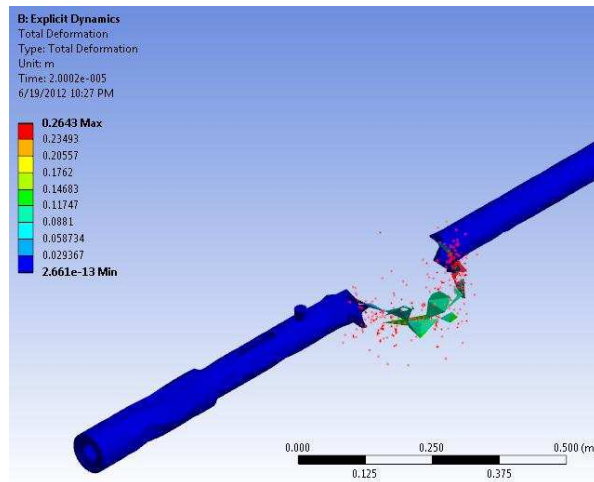 B: Explicit Dynamics
Total Deformation
Type: Total Deformation
Unit: m
Time: 2.0002e-005
6/19/2012 10:27 PM
0.2643 Max
0.23493
0.20557
0.1762
0.14683
0.11747
0.0881
0.058734
0.029367
2.661e-13 Min
0.000 0.250 0.500 (m
0.125 0.375